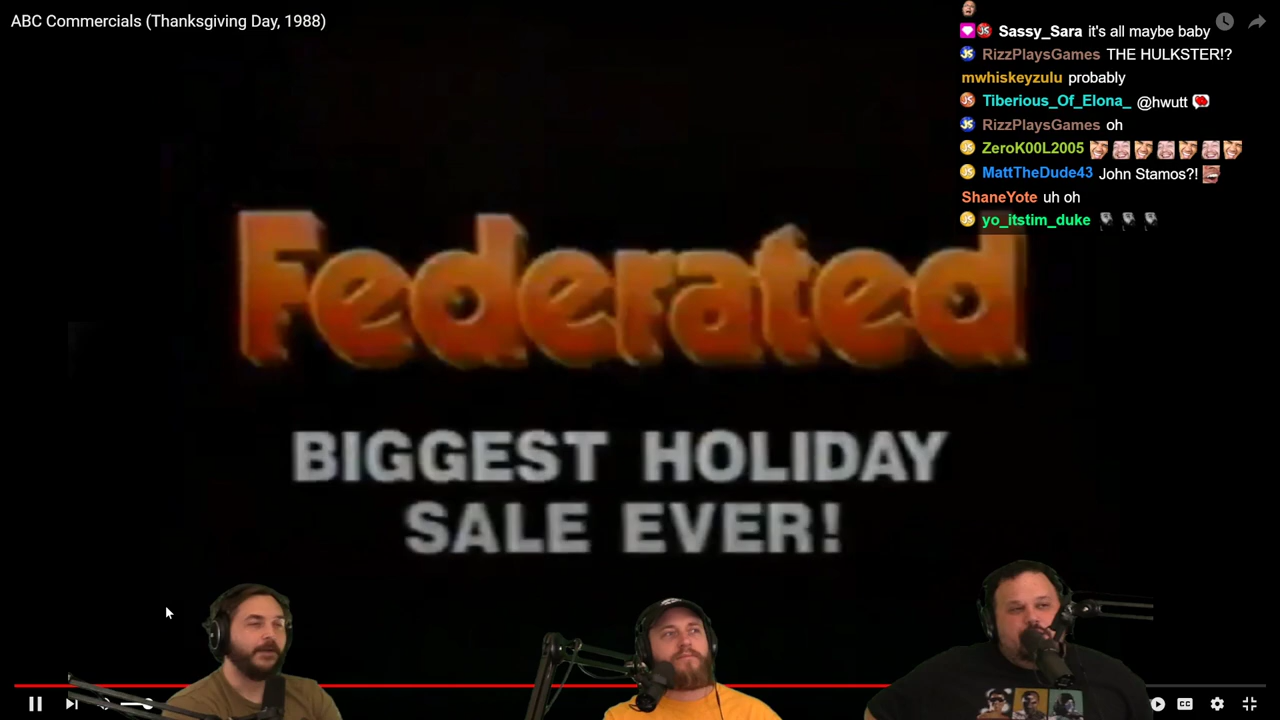 ABC Commercials (Thanksgiving Day, 1988)
Sassy_Sara it's all maybe baby
RizzPlaysGames THE HULKSTER!?
mwhiskeyzulu probably
Tiberious_Of_Elona_ @hwutt
RizzPlaysGames oh
ZeroK00L2005
MattTheDude43 John Stamos?!
ShaneYote uh oh
yo_itstim_duke
Federated
BIGGEST HOLIDAY
SALE EVER!